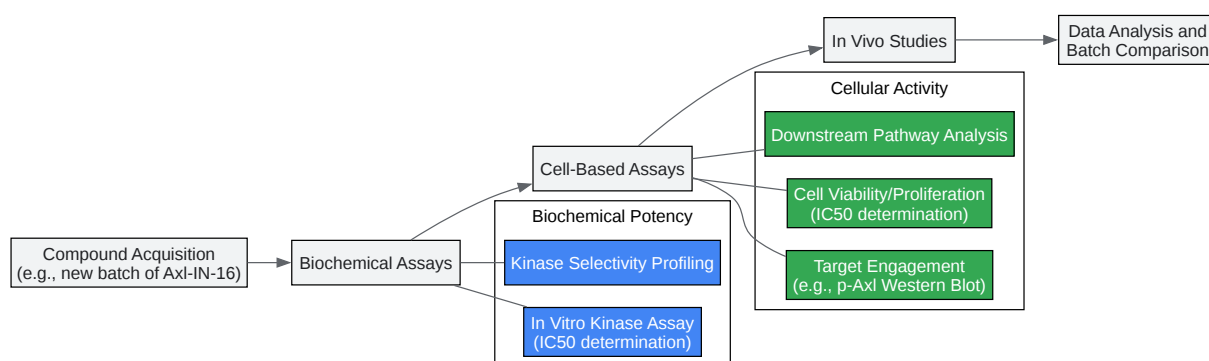 Compound Acquisition
(e.g., new batch of Axl-IN-16)
Biochemical Assays
Biochemical Potency
Kinase Selectivity Profiling
In Vitro Kinase Assay
(IC50 determination)
Cell-Based Assays
Cellular Activity
Downstream Pathway Analysis
Cell Viability/Proliferation
(IC50 determination)
Target Engagement
(e.g., p-Axl Western Blot)
In Vivo Studies
Data Analysis and
Batch Comparison